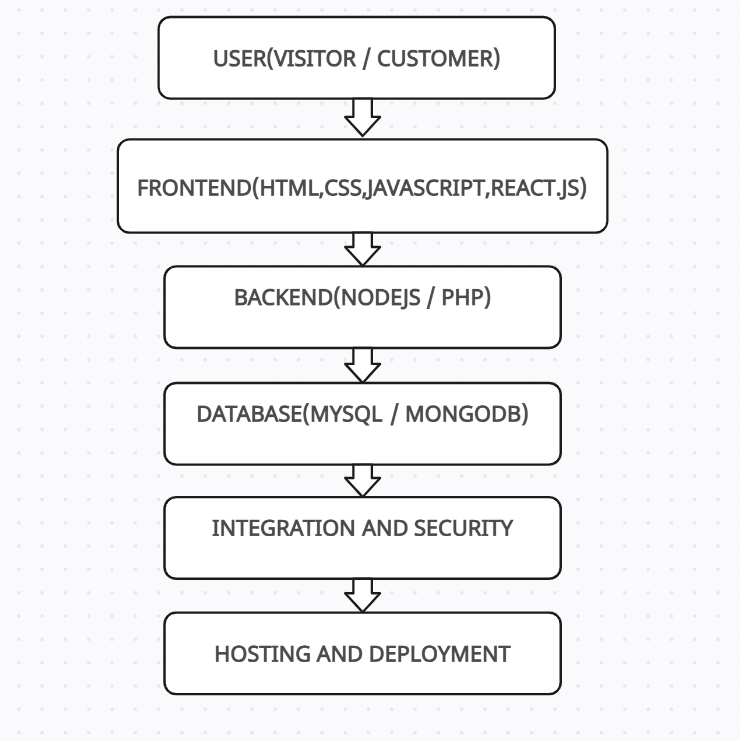 USER(VISITOR / CUSTOMER)
FRONTEND(HTML,CSS,JAVASCRIPT,REACT.JS)
BACKEND(NODEJS / PHP)
DATABASE(MYSQL / MONGODB)
INTEGRATION AND SECURITY
HOSTING AND DEPLOYMENT